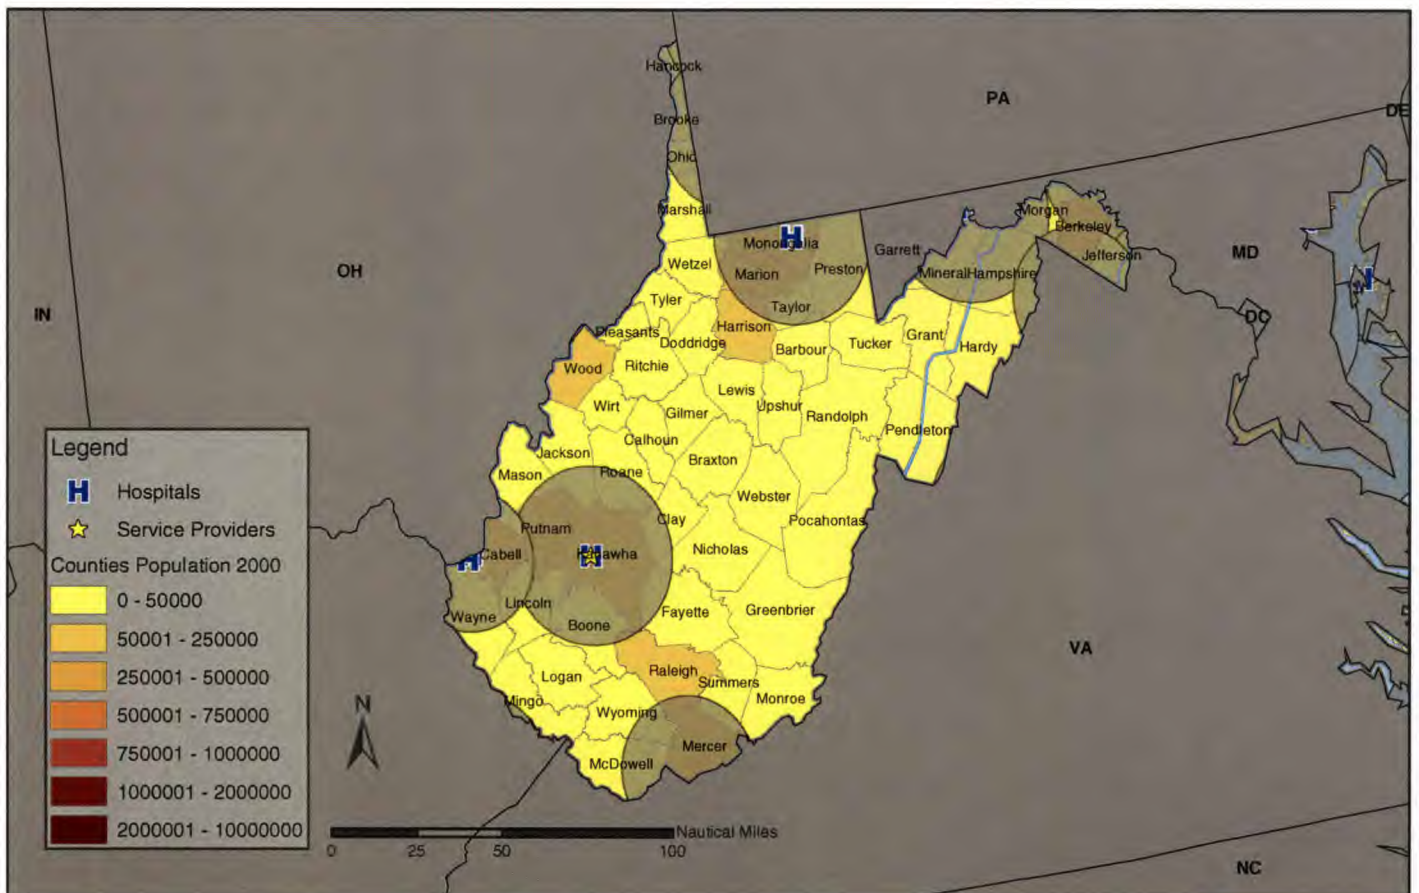 Hancock
PA
DE
Brooke
Ohio
Marshall
Morgan
Berkeley
Monongalia
Garrett
Jefferson
MD
Wetzel
Marion
Preston
Mineral
Hampshire
OH
Tyler
Taylor
IN
Pleasants
Doddridge
Harrison
Barbour
Tucker
Grant
Hardy
DC
Wood
Ritchie
Lewis
Upshur
Randolph
Wirt
Gilmer
Pendleton
Calhoun
Jackson
Roane
Braxton
Mason
Webster
Putnam
Clay
Pocahontas
H
Cabell
Kanawha
Nicholas
Wayne
Lincoln
Boone
Fayette
Greenbrier
VA
Raleigh
Summers
Logan
Monroe
Mingo
Wyoming
Mercer
McDowell
Legend
H Hospitals
Service Providers
Counties Population 2000
0 - 50000
50001 - 250000
250001 - 500000
500001 - 750000
750001 - 1000000
1000001 - 2000000
2000001 - 10000000
N
Nautical Miles
0 25 50 100
NC